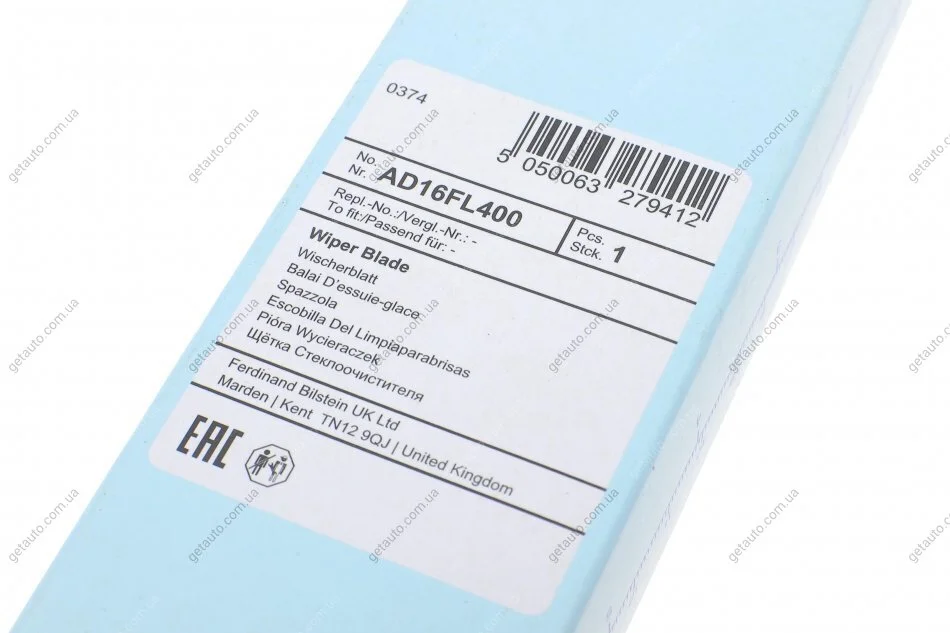 0374
5 050063 279412
No.
Nr. AD16FL400
Pcs.
Stck. 1
Repl.-No.:/Vergl.-Nr.: -
To fit:/Passend für: -
Wiper Blade
Wischerblatt
Balai D'essuie-glace
Spazzola
Escobilla Del Limpiaparabrisas
Pióra Wycieraczek
Щётка Стеклоочистителя
Ferdinand Bilstein UK Ltd
Marden | Kent TN12 9QJ | United Kingdom
EAC
getauto.com.ua